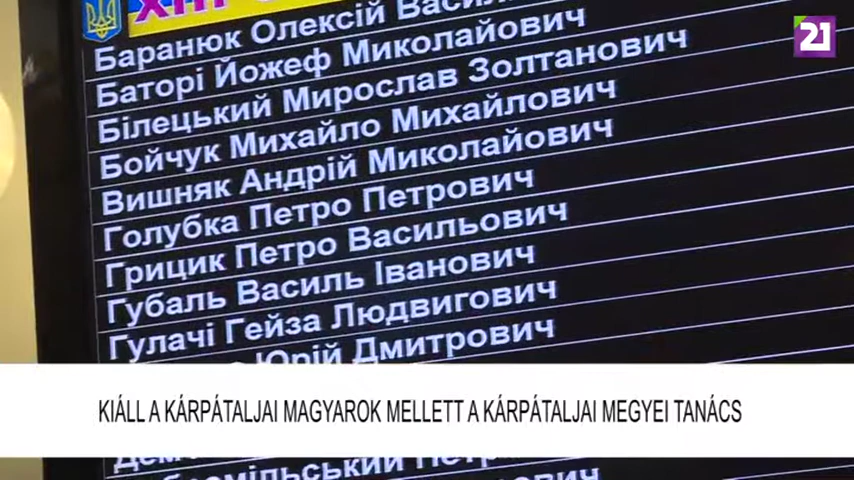 21
Баранюк Олексій
Баторі Йожеф Миколайович
Білецький Мирослав Золтанович
Бойчук Михайло Михайлович
Вишняк Андрій Миколайович
Голубка Петро Петрович
Грицик Петро Васильович
Губаль Василь Іванович
Гулачі Гейза Людвигович
Юрій Дмитрович
KIÁLL A KÁRPÁTALJAI MAGYAROK MELLETT A KÁRPÁTALJAI MEGYEI TANÁCS